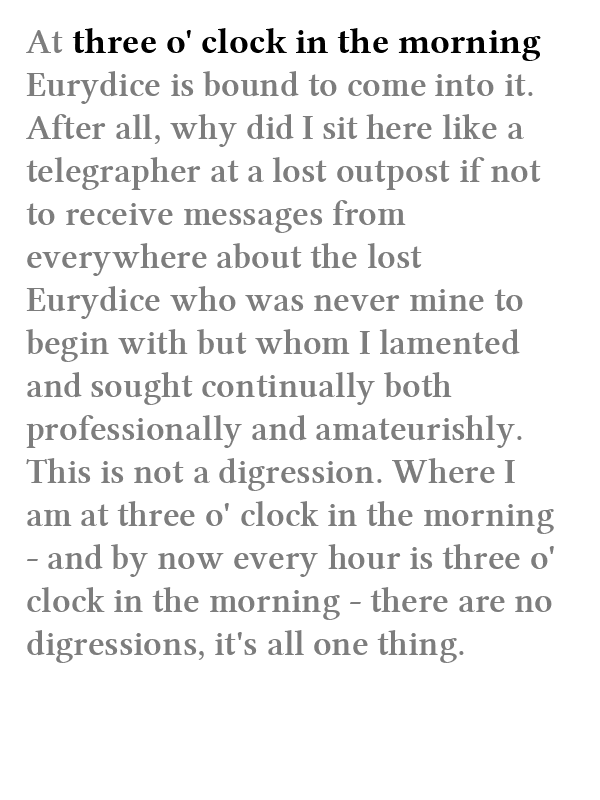 At three o' clock in the morning
Eurydice is bound to come into it.
After all, why did I sit here like a
telegrapher at a lost outpost if not
to receive messages from
everywhere about the lost
Eurydice who was never mine to
begin with but whom I lamented
and sought continually both
professionally and amateurishly.
This is not a digression. Where I
am at three o' clock in the morning
– and by now every hour is three o'
clock in the morning – there are no
digressions, it's all one thing.